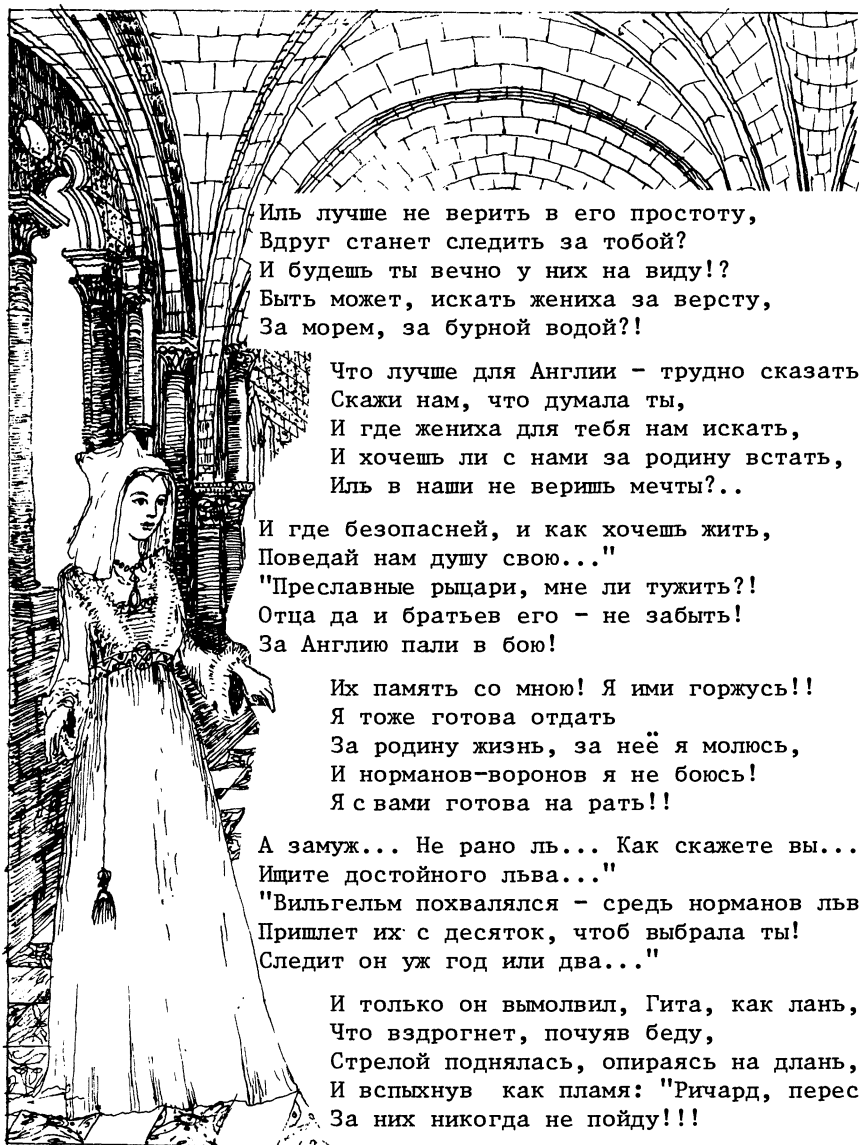 Иль лучше не верить в его простоту,
Вдруг станет следить за тобой?
И будешь ты вечно у них на виду!?
Быть может, искать жениха за версту,
За морем, за бурной водой?!
Что лучше для Англии - трудно сказать
Скажи нам, что думала ты,
И где жениха для тебя нам искать,
И хочешь ли с нами за родину встать,
Иль в наши не веришь мечты?..
И где безопасней, и как хочешь жить,
Поведай нам душу свою..."
"Преславные рыцари, мне ли тужить?!
Отца да и братьев его - не забыть!
За Англию пали в бою!
Их память со мною! Я ими горжусь!!
Я тоже готова отдать
За родину жизнь, за неё я молюсь,
И норманов-воронов я не боюсь!
Я с вами готова на рать!!
А замуж... Не рано ль... Как скажете вы...
Ищите достойного льва..."
"Вильгельм похвалялся - средь норманов льв
Пришлет их с десяток, чтоб выбрала ты!
Следит он уж год или два..."
И только он вымолвил, Гита, как лань,
Что вздрогнет, почуяв беду,
Стрелой поднялась, опираясь на длань,
И вспыхнув как пламя: "Ричард, перес
За них никогда не пойду!!!